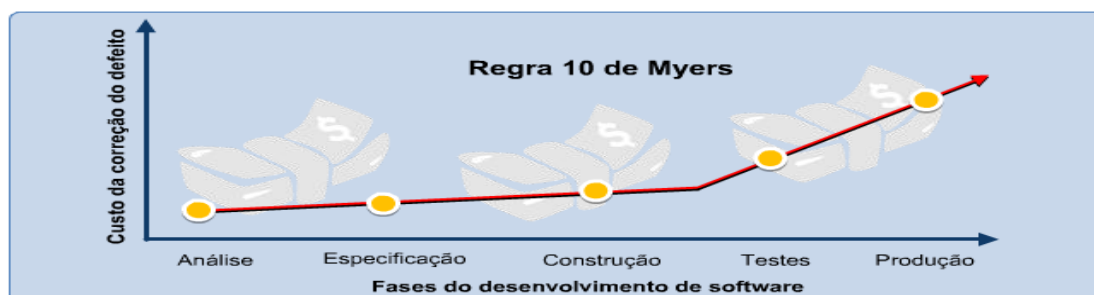 Regra 10 de Myers
Custo da correção do defeito
$
$
$
Análise
Especificação
Construção
Testes
Produção
Fases do desenvolvimento de software